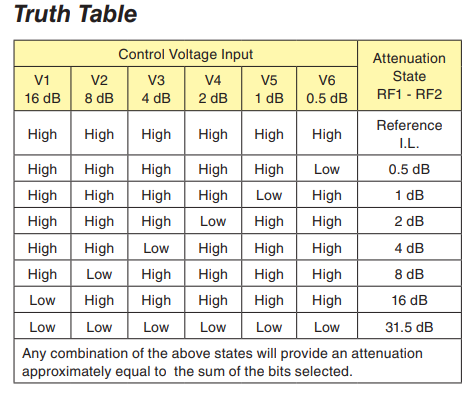 Truth Table
Control Voltage Input
Attenuation
State
RF1 - RF2
V1 V2 V3 V4 V5 V6
16 dB 8 dB 4 dB 2 dB 1 dB 0.5 dB
High High High High High High Reference
I.L.
High High High High High Low 0.5 dB
High High High High Low High 1 dB
High High High Low High High 2 dB
High High Low High High High 4 dB
High Low High High High High 8 dB
Low High High High High High 16 dB
Low Low Low Low Low Low 31.5 dB
Any combination of the above states will provide an attenuation
approximately equal to the sum of the bits selected.